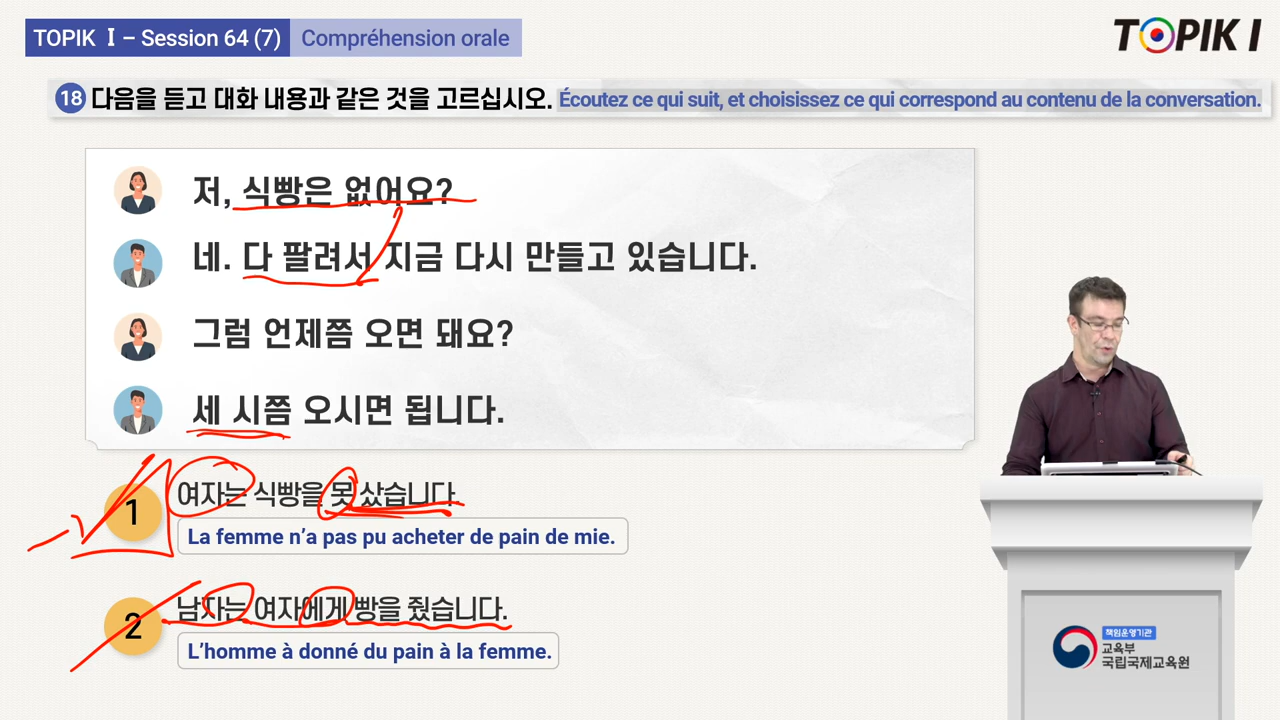 TOPIK Ⅰ – Session 64 (7) Compréhension orale
TOPIK I
18 다음을 듣고 대화 내용과 같은 것을 고르십시오. Écoutez ce qui suit, et choisissez ce qui correspond au contenu de la conversation.
저, 식빵은 없어요?
네. 다 팔려서 지금 다시 만들고 있습니다.
그럼 언제쯤 오면 돼요?
세 시쯤 오시면 됩니다.
1 여자는 식빵을 못 샀습니다.
La femme n’a pas pu acheter de pain de mie.
2 남자는 여자에게 빵을 줬습니다.
L’homme à donné du pain à la femme.
책임운영기관
교육부
국립국제교육원